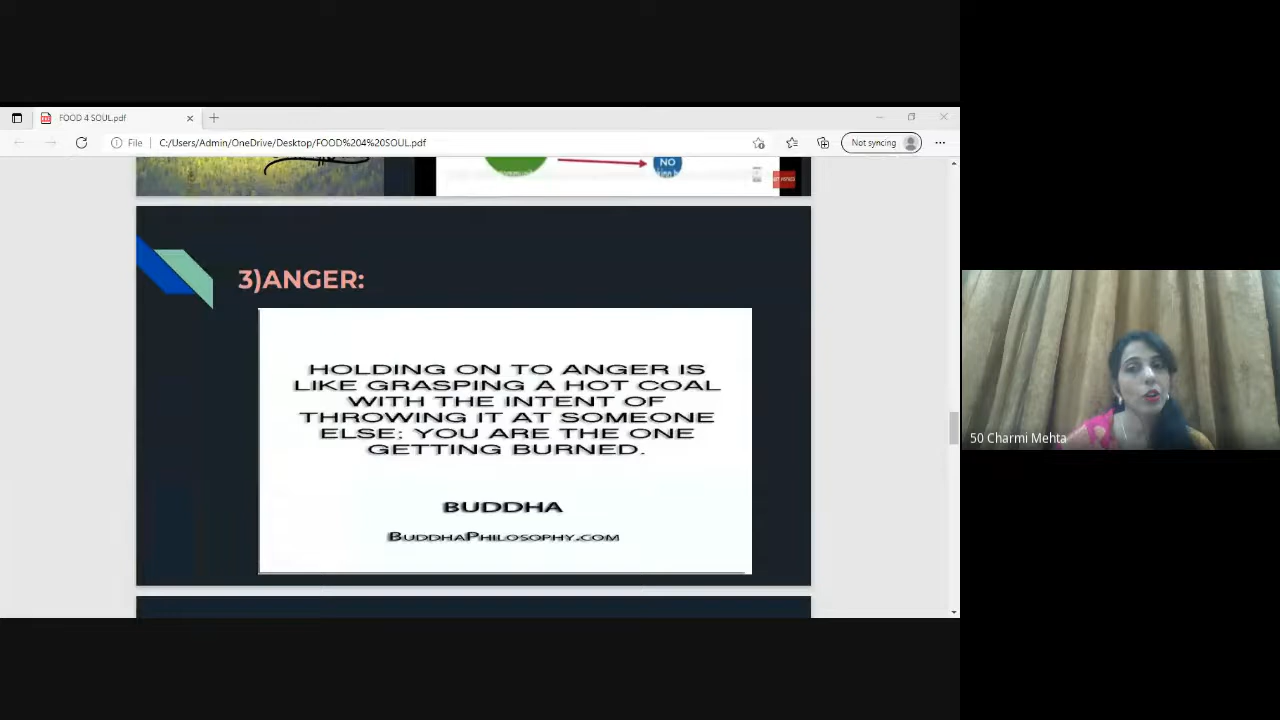 FOOD 4 SOUL.pdf
File
C:/Users/Admin/OneDrive/Desktop/FOOD%204%20SOUL.pdf
Not syncing
NO
3)ANGER:
HOLDING ON TO ANGER IS
LIKE GRASPING A HOT COAL
WITH THE INTENT OF
THROWING IT AT SOMEONE
ELSE; YOU ARE THE ONE
GETTING BURNED.
BUDDHA
BUDDHAPHILOSOPHY.COM
50 Charmi Mehta